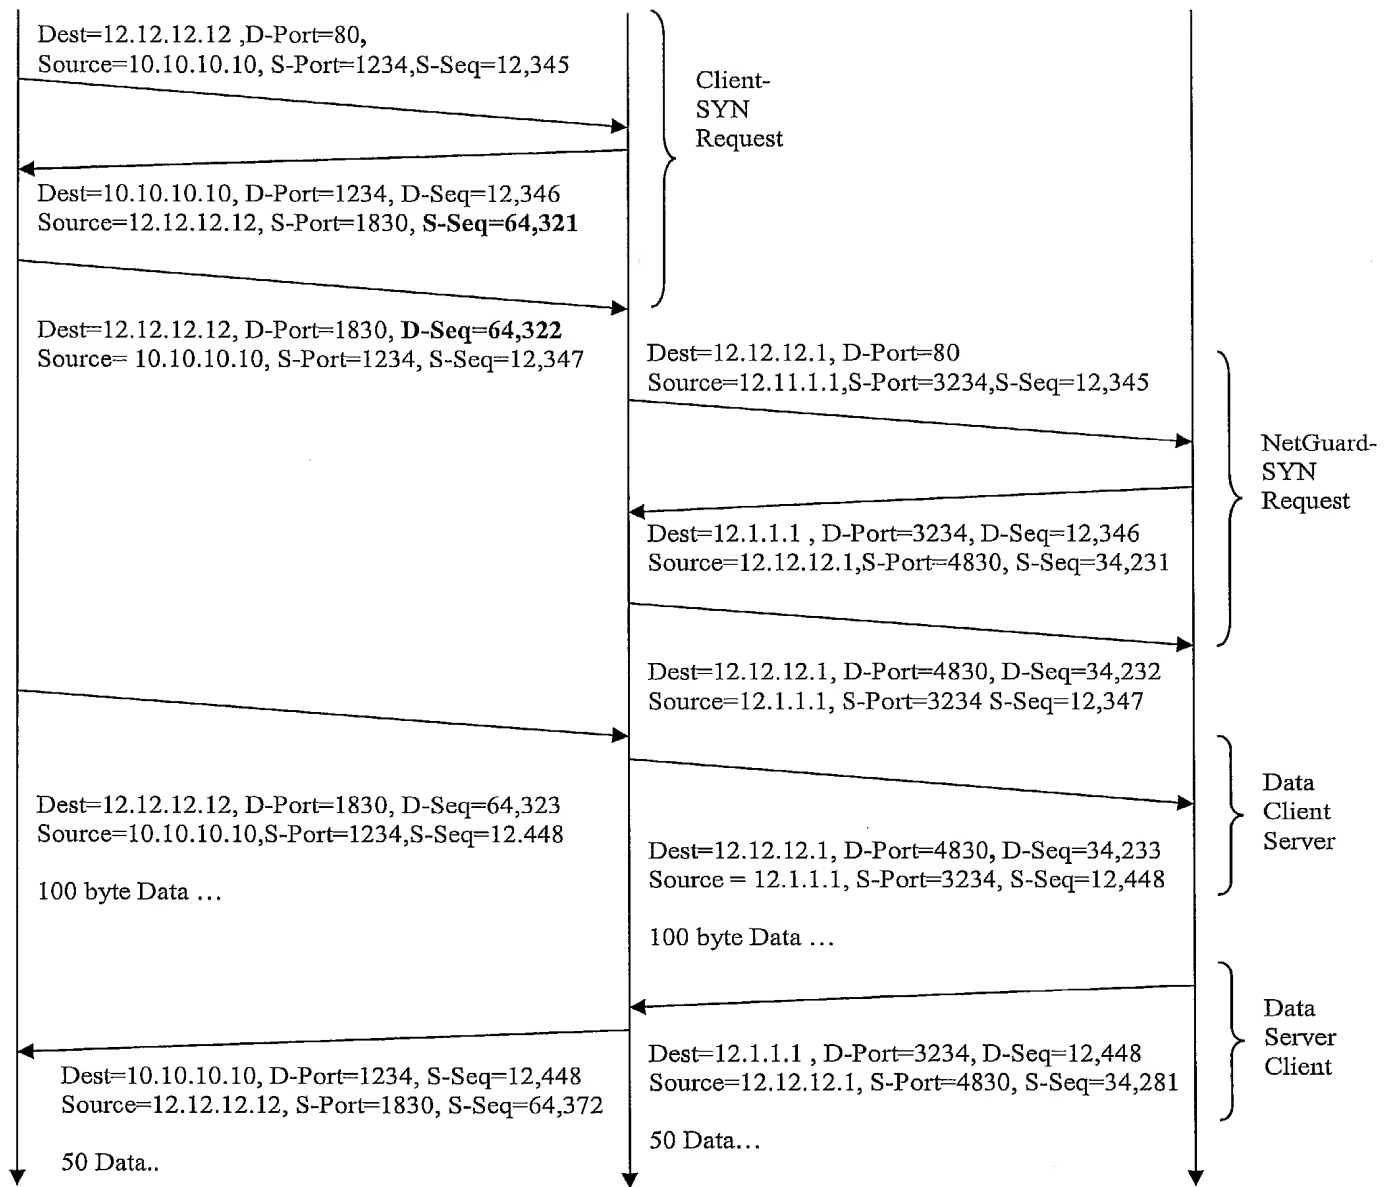 Dest=12.12.12.12 ,D-Port=80,
Source=10.10.10.10, S-Port=1234,S-Seq=12,345
Client-
SYN
Request
Dest=10.10.10.10, D-Port=1234, D-Seq=12,346
Source=12.12.12.12, S-Port=1830, S-Seq=64,321
Dest=12.12.12.12, D-Port=1830, D-Seq=64,322
Source= 10.10.10.10, S-Port=1234, S-Seq=12,347
Dest=12.12.12.1, D-Port=80
Source=12.11.1.1,S-Port=3234,S-Seq=12,345
NetGuard-
SYN
Request
Dest=12.1.1.1 , D-Port=3234, D-Seq=12,346
Source=12.12.12.1,S-Port=4830, S-Seq=34,231
Dest=12.12.12.1, D-Port=4830, D-Seq=34,232
Source=12.1.1.1, S-Port=3234 S-Seq=12,347
Dest=12.12.12.12, D-Port=1830, D-Seq=64,323
Source=10.10.10.10,S-Port=1234,S-Seq=12.448
100 byte Data ...
Data
Client
Server
Dest=12.12.12.1, D-Port=4830, D-Seq=34,233
Source = 12.1.1.1, S-Port=3234, S-Seq=12,448
100 byte Data ...
Data
Server
Client
Dest=12.1.1.1 , D-Port=3234, D-Seq=12,448
Source=12.12.12.1, S-Port=4830, S-Seq=34,281
50 Data...
Dest=10.10.10.10, D-Port=1234, S-Seq=12,448
Source=12.12.12.12, S-Port=1830, S-Seq=64,372
50 Data..